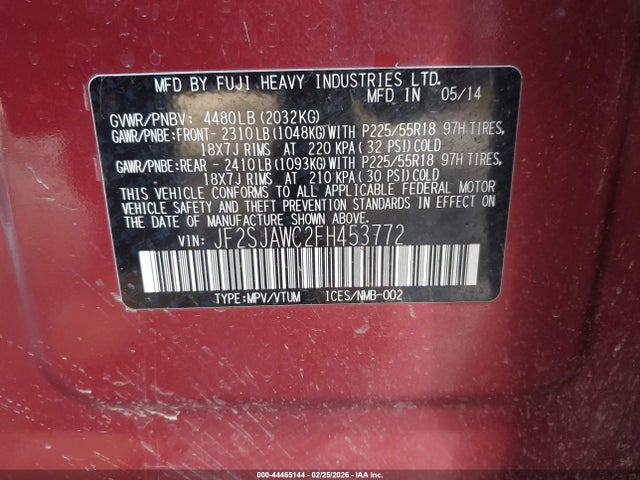 MFD BY FUJI HEAVY INDUSTRIES LTD.
MFD IN 05/14
GVWR/PNBV: 4480LB (2032KG)
GAWR/PNBE:FRONT- 2310LB (1048KG)WITH P225/55R18 97H TIRES,
18X7J RIMS AT 220 KPA ( 32 PSI)COLD
GAWR/PNBE:REAR - 2410LB (1093KG)WITH P225/55R18 97H TIRES,
18X7J RIMS AT 210 KPA ( 30 PSI)COLD
THIS VEHICLE CONFORMS TO ALL APPLICABLE FEDERAL MOTOR
VEHICLE SAFETY AND THEFT PREVENTION STANDARDS IN EFFECT
ON THE DATE OF MANUFACTURE SHOWN ABOVE.
VIN: JF2SJAWC2FH453772
TYPE:MPV/VTUM ICES/NMB-002
000-44465144 - 02/25/2026 - IAAI, Inc.